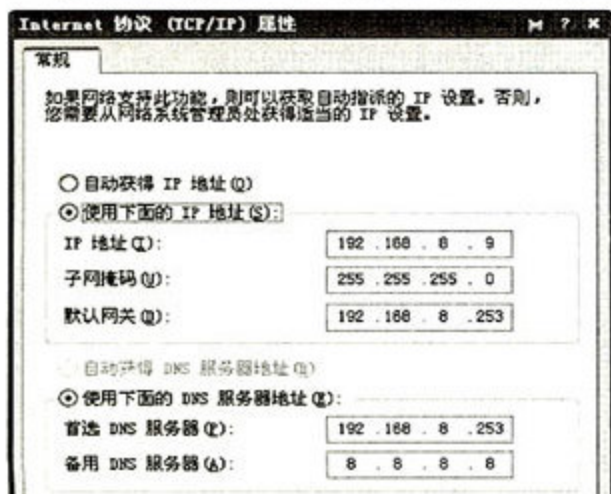 Internet 协议 (TCP/IP) 属性
常规
如果网络支持此功能，则可以获取自动指派的 IP 设置。否则，
您需要从网络系统管理员处获得适当的 IP 设置。
自动获得 IP 地址(O)
使用下面的 IP 地址(S):
IP 地址(I): 192 .168 . 8 . 9
子网掩码(U): 255 .255 .255 . 0
默认网关(D): 192 .168 . 8 .253
自动获得 DNS 服务器地址(B)
使用下面的 DNS 服务器地址(E):
首选 DNS 服务器(P): 192 .168 . 8 .253
备用 DNS 服务器(A): 8 . 8 . 8 . 8